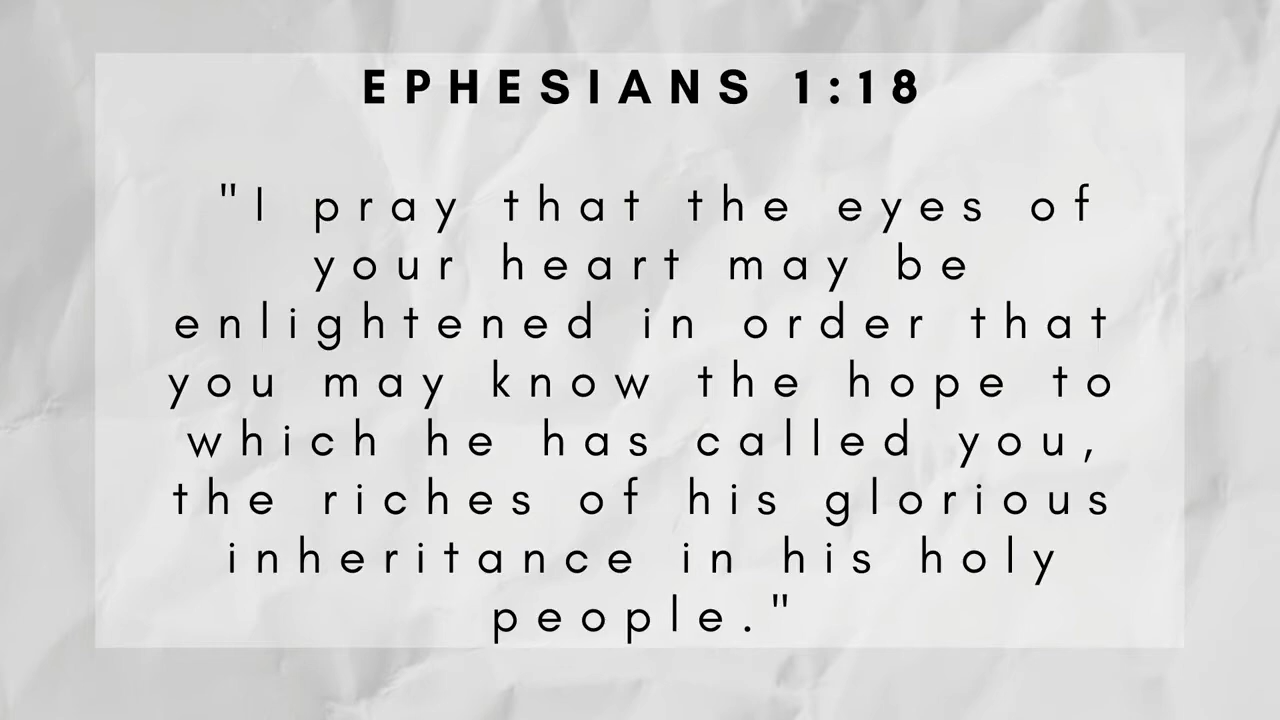 EPHESIANS 1:18
"I pray that the eyes of
your heart may be
enlightened in order that
you may know the hope to
which he has called you,
the riches of his glorious
inheritance in his holy
people."